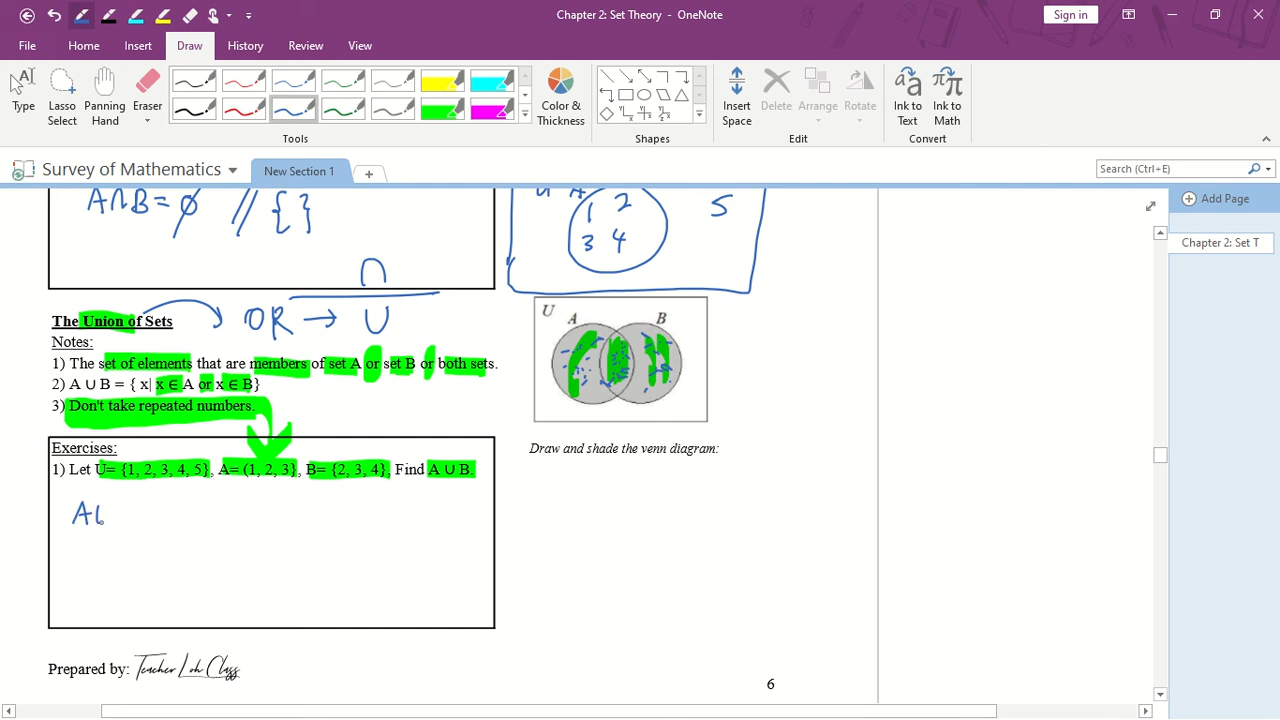 Chapter 2: Set Theory - OneNote
Sign in
File Home Insert Draw History Review View
Type
Lasso Select
Panning Hand
Eraser
Color & Thickness
Insert Space
Delete
Arrange
Rotate
Ink to Text
Ink to Math
Tools
Shapes
Edit
Convert
Survey of Mathematics
New Section 1
Search (Ctrl+E)
Add Page
Chapter 2: Set T
A∩B = ∅ // { }
U A
1 2
3 4
5
∩
The Union of Sets
OR → U
Notes:
1) The set of elements that are members of set A or set B or both sets.
2) A ∪ B = { x| x ∈ A or x ∈ B}
3) Don't take repeated numbers.
U
A B
Exercises:
1) Let U= {1, 2, 3, 4, 5}, A= (1, 2, 3}, B= {2, 3, 4}, Find A ∪ B.
A
Draw and shade the venn diagram:
Prepared by: Teacher Loh Class
6